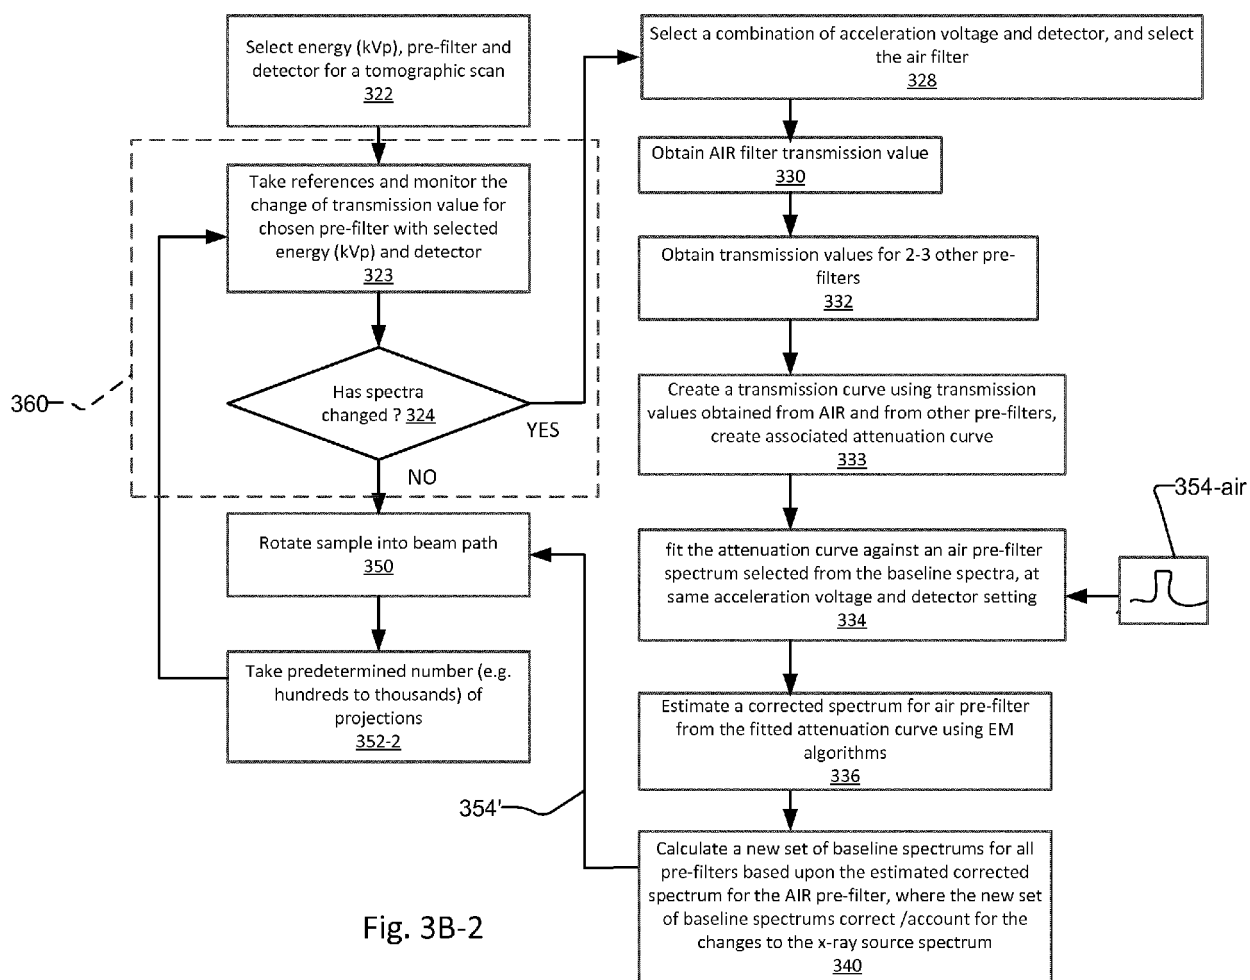 Select energy (kVp), pre-filter and
detector for a tomographic scan
322
Take references and monitor the
change of transmission value for
chosen pre-filter with selected
energy (kVp) and detector
323
360
Has spectra
changed ? 324
YES
NO
Rotate sample into beam path
350
Take predetermined number (e.g.
hundreds to thousands) of
projections
352-2
354'
Select a combination of acceleration voltage and detector, and select
the air filter
328
Obtain AIR filter transmission value
330
Obtain transmission values for 2-3 other pre-
filters
332
Create a transmission curve using transmission
values obtained from AIR and from other pre-filters,
create associated attenuation curve
333
354-air
fit the attenuation curve against an air pre-filter
spectrum selected from the baseline spectra, at
same acceleration voltage and detector setting
334
Estimate a corrected spectrum for air pre-filter
from the fitted attenuation curve using EM
algorithms
336
Calculate a new set of baseline spectrums for all
pre-filters based upon the estimated corrected
spectrum for the AIR pre-filter, where the new set
of baseline spectrums correct /account for the
changes to the x-ray source spectrum
340
Fig. 3B-2